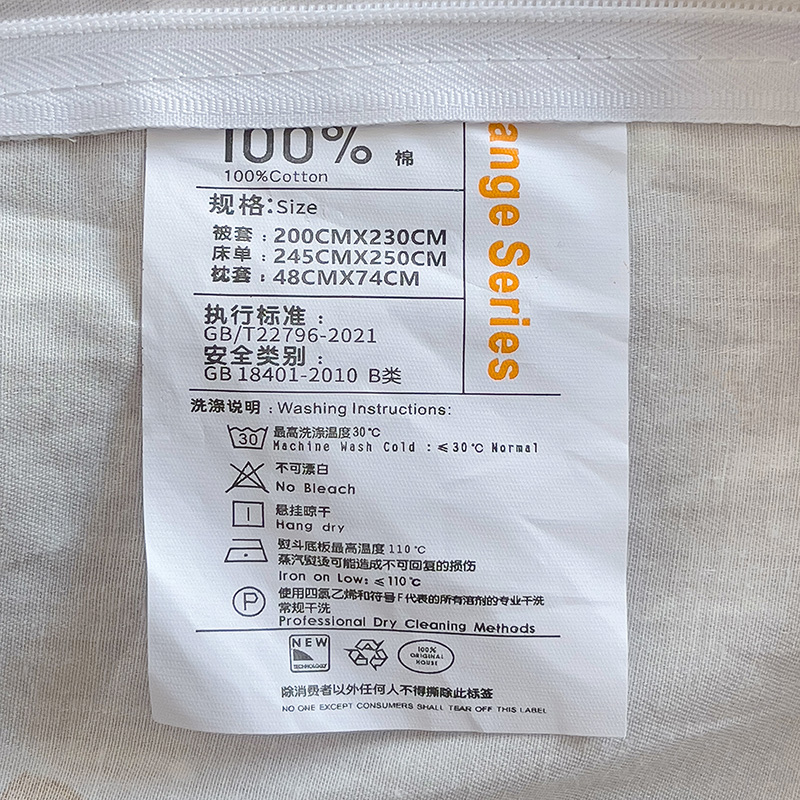 100% 棉
100%Cotton
规格:Size
被套 : 200CMX230CM
床单 : 245CMX250CM
枕套 : 48CMX74CM
执行标准 :
GB/T22796-2021
安全类别 :
GB 18401-2010 B类
ange Series
洗涤说明 : Washing Instructions:
30 最高洗涤温度30℃
Machine Wash Cold : ≤30℃ Normal
不可漂白
No Bleach
悬挂晾干
Hang dry
熨斗底板最高温度110℃
蒸汽熨烫可能造成不可回复的损伤
Iron on Low: ≤110℃
P 使用四氯乙烯和符号F代表的所有溶剂的专业干洗
常规干洗
Professional Dry Cleaning Methods
NEW
TECHNOLOGY
100%
ORIGINAL
HOUSE
除消费者以外任何人不得撕除此标签
NO ONE EXCEPT CONSUMERS SHALL TEAR OFF THIS LABEL